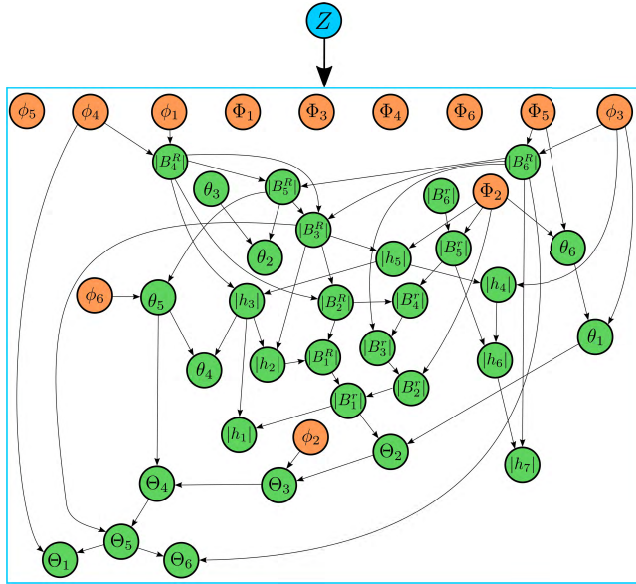 Z
ϕ₅ ϕ₄ ϕ₁ Φ₁ Φ₃ Φ₄ Φ₆ Φ₅ ϕ₃
|B₄ᴿ| |B₆ᴿ|
θ₃ |B₅ᴿ| |B₆ʳ| Φ₂
|B₃ᴿ| |B₅ʳ| θ₆
θ₂ |h₅|
ϕ₆ θ₅ |h₃| |B₂ᴿ| |B₄ʳ| |h₄|
θ₁
θ₄ |h₂| |B₁ᴿ| |B₃ʳ| |h₆|
|B₁ʳ| |B₂ʳ|
|h₁| ϕ₂ Θ₂ |h₇|
Θ₄ Θ₃
Θ₁ Θ₅ Θ₆